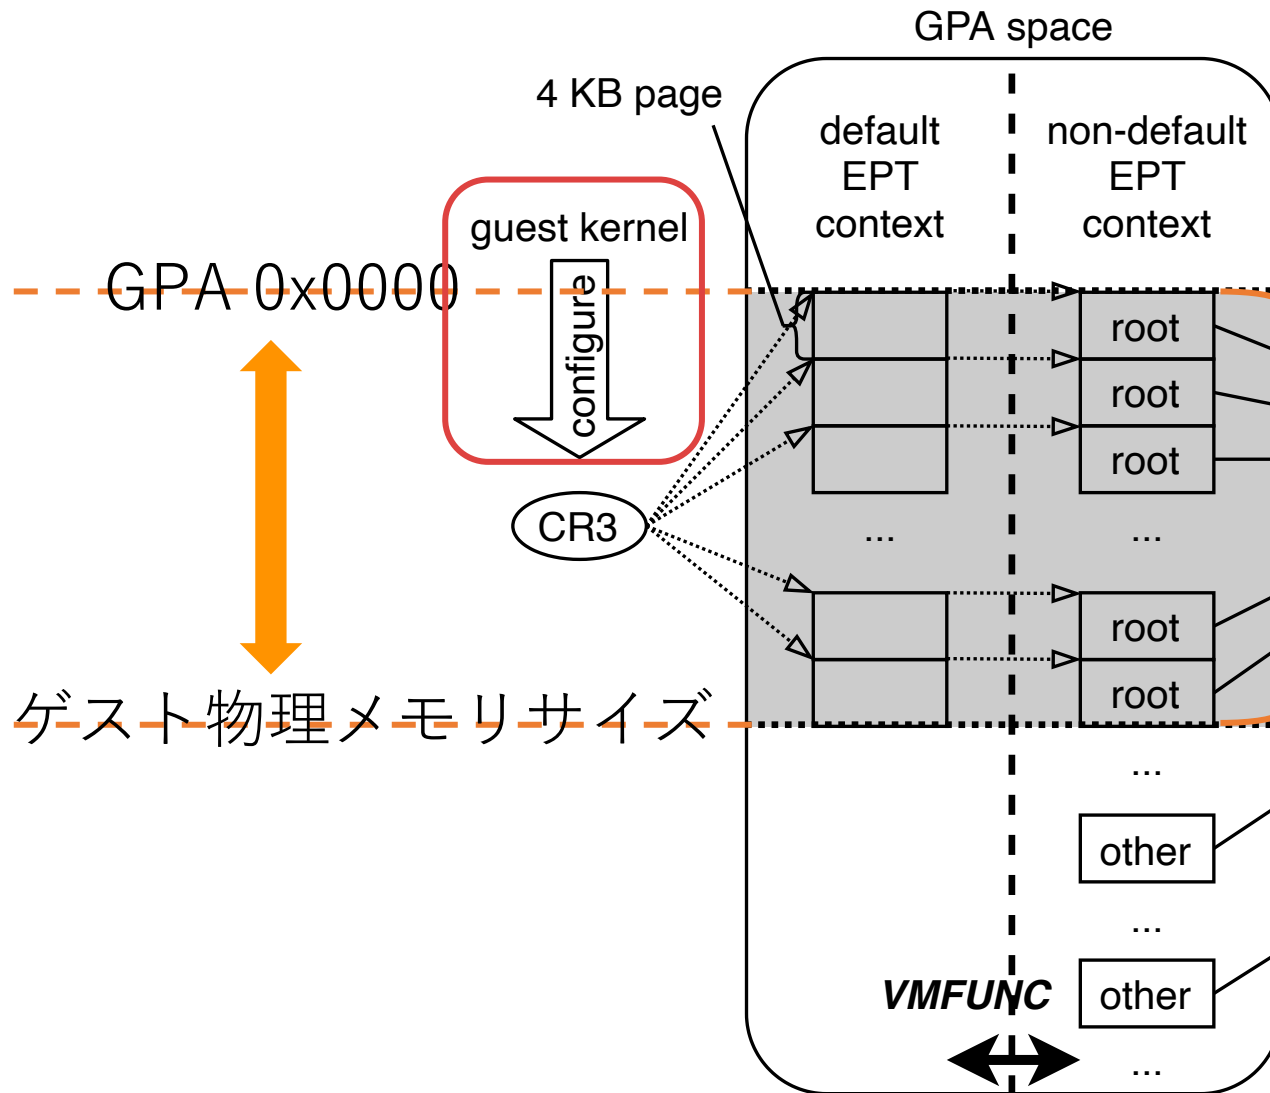 GPA space
4 KB page
default
EPT
context
non-default
EPT
context
guest kernel
configure
GPA 0x0000
CR3
root
root
root
...
...
root
root
ゲスト物理メモリサイズ
...
other
...
VMFUNC
other
...